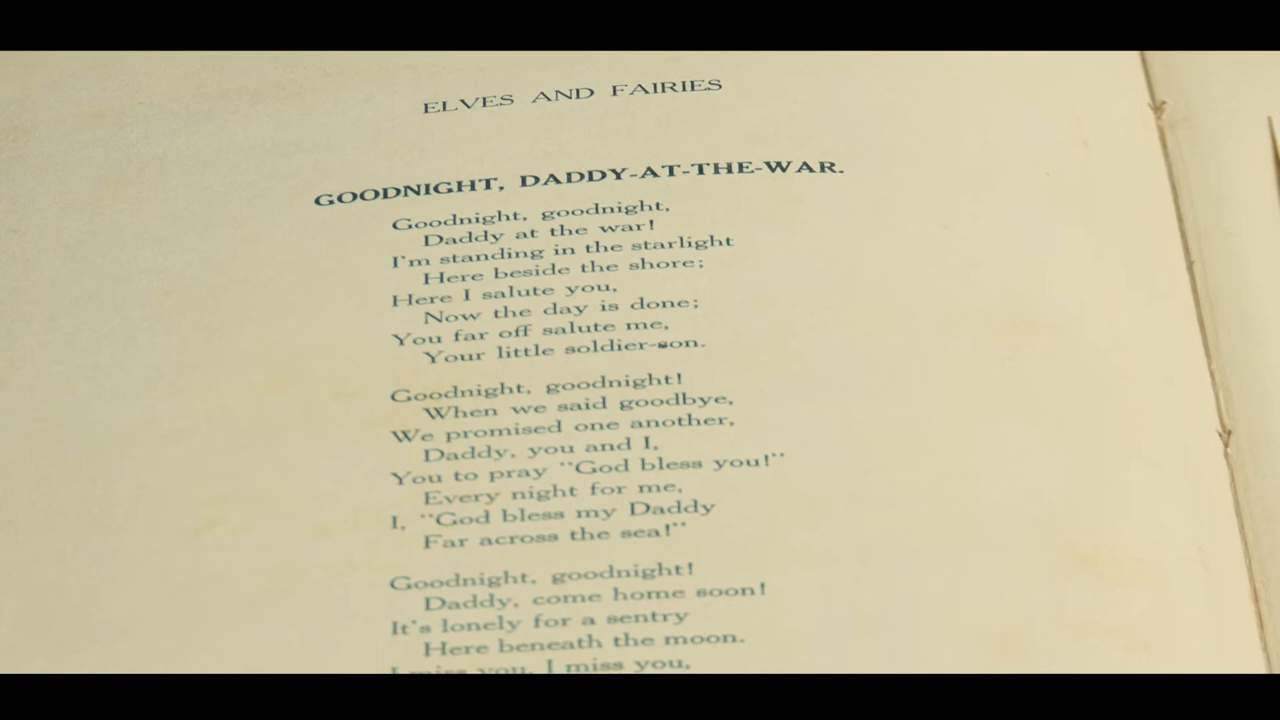 ELVES AND FAIRIES
GOODNIGHT, DADDY-AT-THE-WAR.
Goodnight, goodnight,
Daddy at the war!
I'm standing in the starlight
Here beside the shore;
Here I salute you,
Now the day is done;
You far off salute me,
Your little soldier-son.
Goodnight, goodnight!
When we said goodbye,
We promised one another,
Daddy, you and I,
You to pray "God bless you!"
Every night for me,
I, "God bless my Daddy
Far across the sea!"
Goodnight, goodnight!
Daddy, come home soon!
It's lonely for a sentry
Here beneath the moon.
I miss you, I miss you,